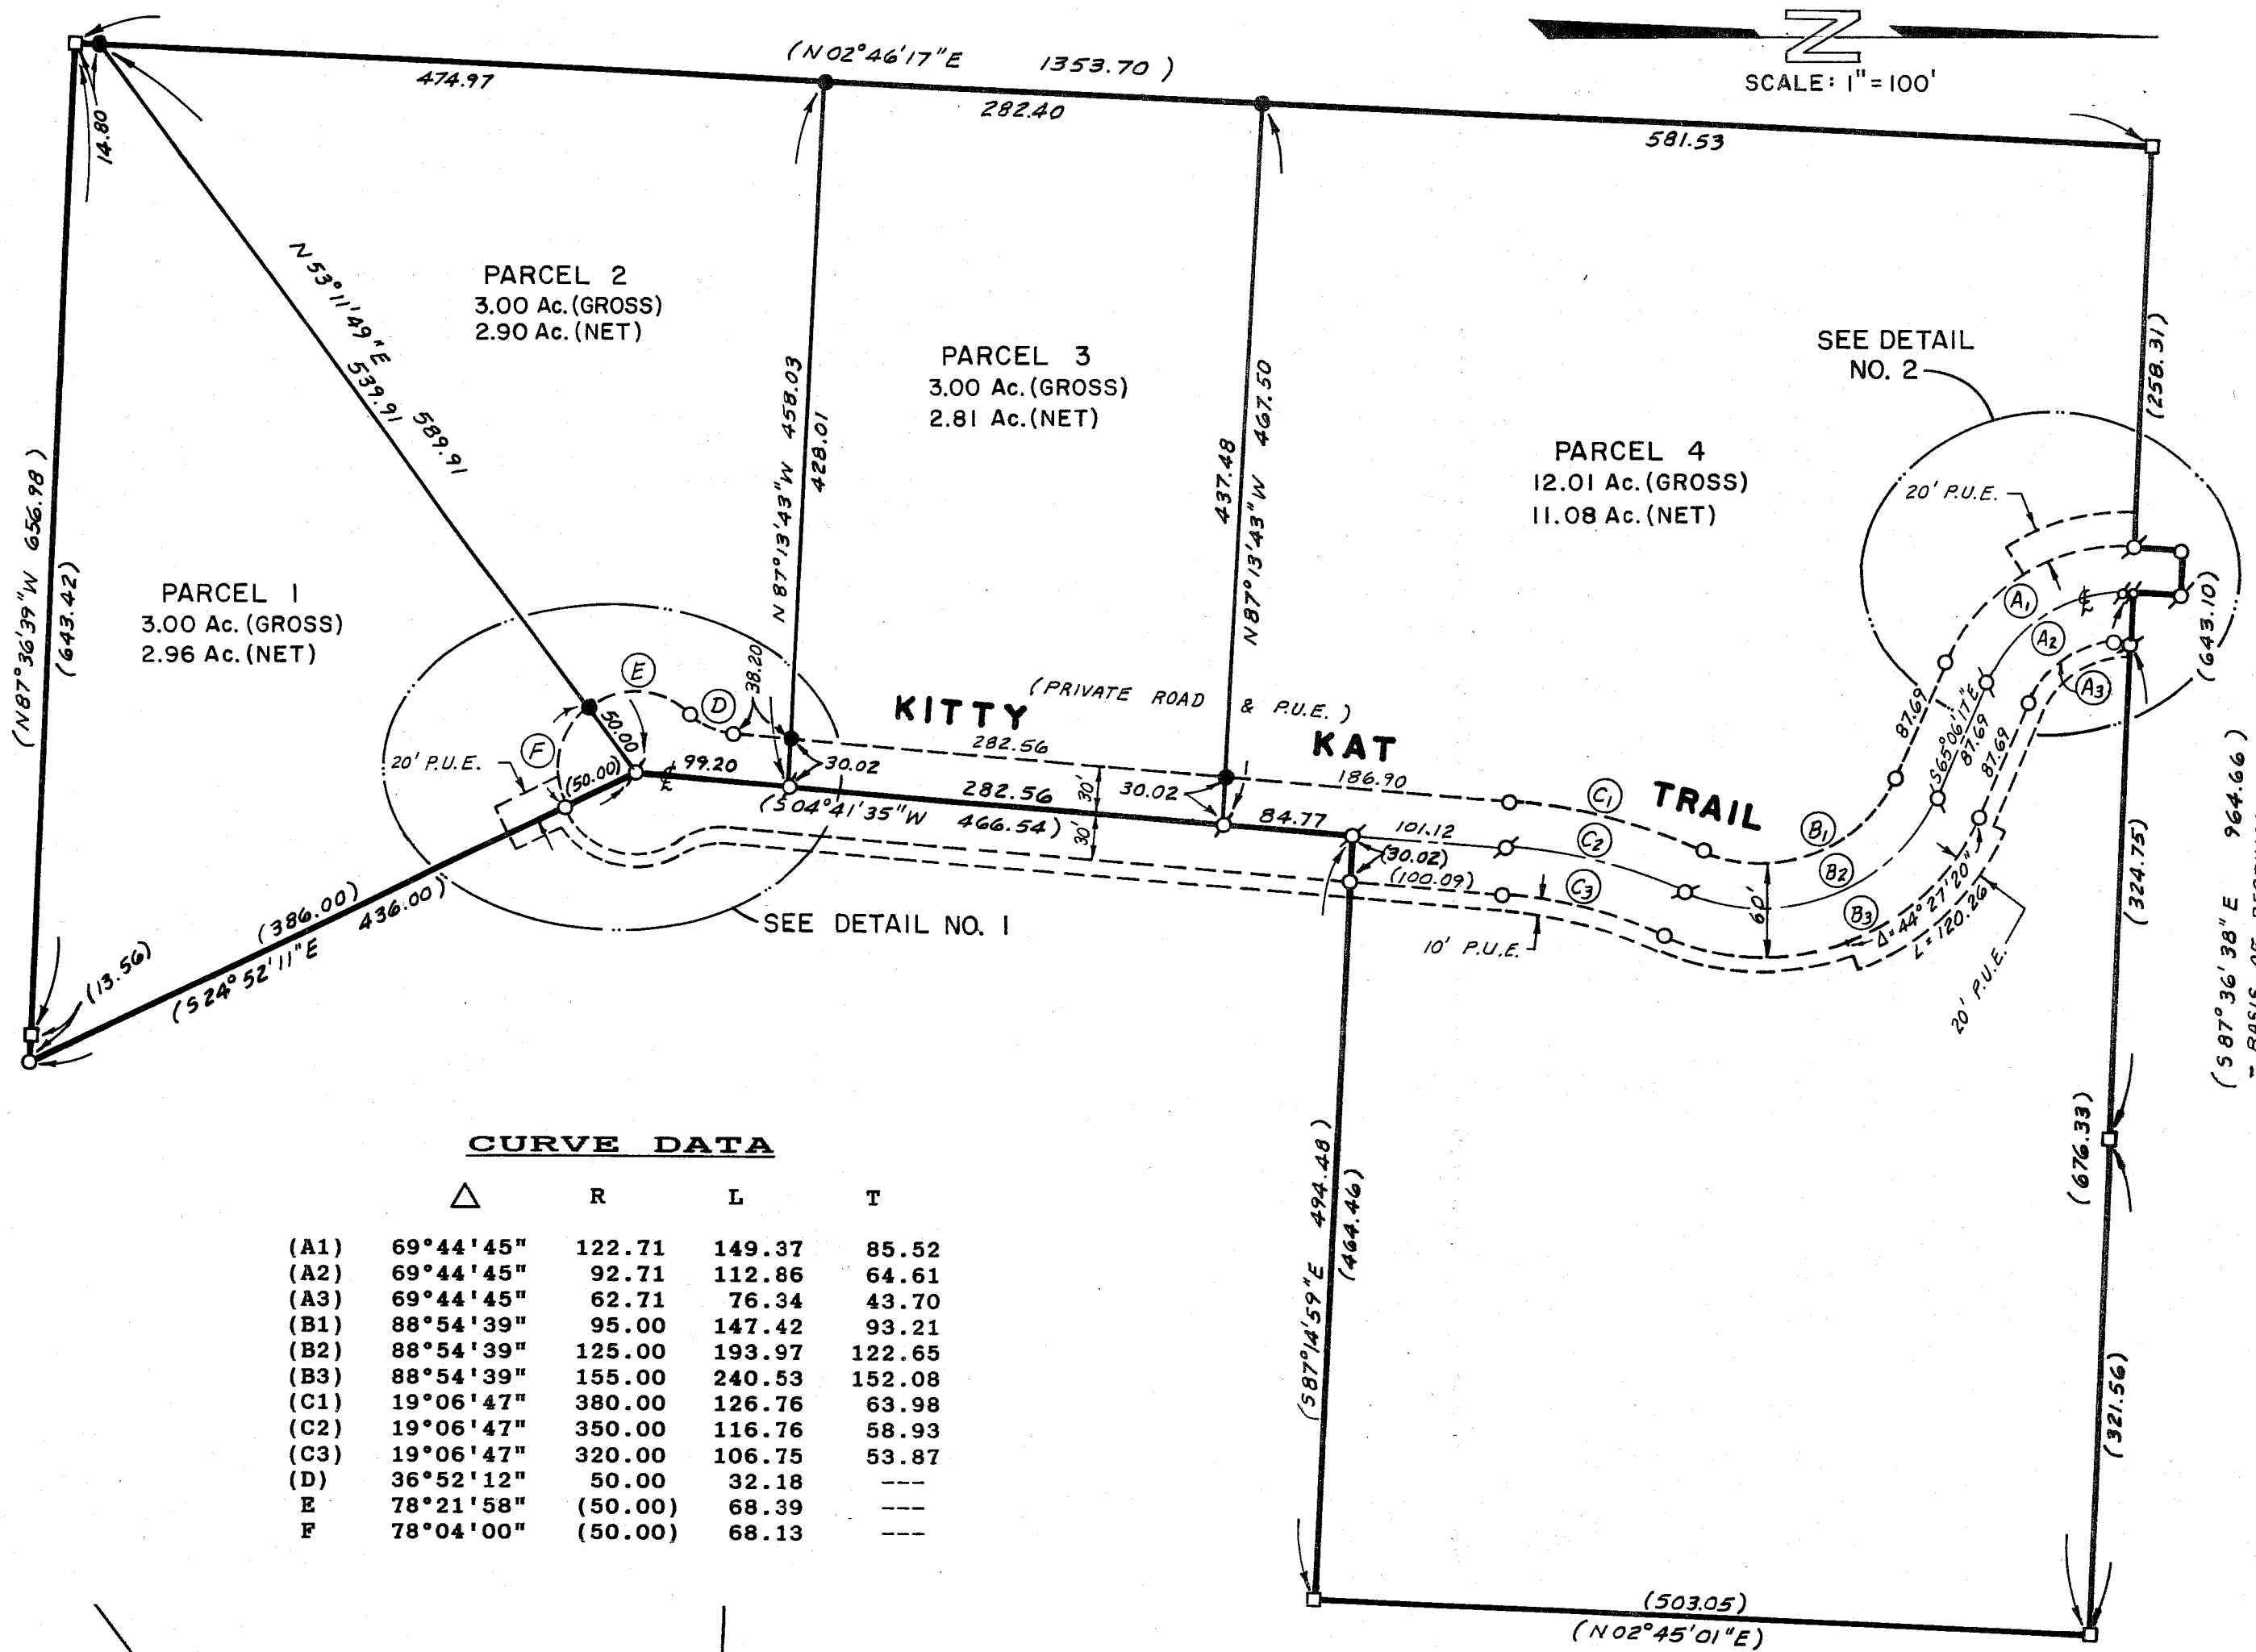 N
SCALE: 1"=100'
(N02°46'17"E 1353.70)
474.97
282.40
581.53
14.80
N53°11'49"E
539.91
589.91
PARCEL 2
3.00 Ac. (GROSS)
2.90 Ac. (NET)
N87°13'43"W 458.03
428.01
PARCEL 3
3.00 Ac. (GROSS)
2.81 Ac. (NET)
437.48
N87°13'43"W 467.50
PARCEL 4
12.01 Ac. (GROSS)
11.08 Ac. (NET)
SEE DETAIL
NO. 2
(258.31)
20' P.U.E.
(N87°36'39"W 656.98)
(643.42)
PARCEL 1
3.00 Ac. (GROSS)
2.96 Ac. (NET)
A1
℄
A2
A3
(643.10)
E
D
38.20
F
50.00
(50.00)
20' P.U.E.
℄
99.20
30.02
KITTY KAT TRAIL
(PRIVATE ROAD & P.U.E.)
282.56
186.90
282.56
30'
30'
30.02
(S04°41'35"W 466.54)
84.77
101.12
(30.02)
(100.09)
C1
C2
C3
B1
B2
B3
60'
87.69
S65°06'17"E
87.69
87.69
Δ=44°27'20"
L=120.26
20' P.U.E.
10' P.U.E.
(324.75)
(S87°36'38"E 964.66)
(386.00)
(S24°52'11"E 436.00)
(13.56)
SEE DETAIL NO. 1
(S87°14'59"E 494.48)
(464.46)
(676.33)
(321.56)
(503.05)
(N02°45'01"E)
CURVE DATA
△ R L T
(A1) 69°44'45" 122.71 149.37 85.52
(A2) 69°44'45" 92.71 112.86 64.61
(A3) 69°44'45" 62.71 76.34 43.70
(B1) 88°54'39" 95.00 147.42 93.21
(B2) 88°54'39" 125.00 193.97 122.65
(B3) 88°54'39" 155.00 240.53 152.08
(C1) 19°06'47" 380.00 126.76 63.98
(C2) 19°06'47" 350.00 116.76 58.93
(C3) 19°06'47" 320.00 106.75 53.87
(D) 36°52'12" 50.00 32.18 ---
E 78°21'58" (50.00) 68.39 ---
F 78°04'00" (50.00) 68.13 ---